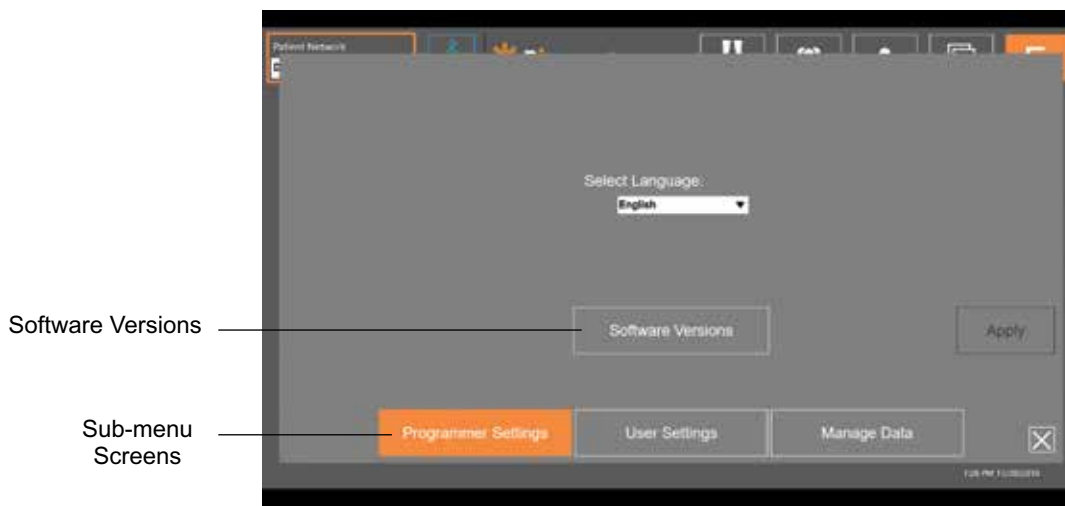 Patient Network
Select Language:
English
Software Versions
Software Versions
Apply
Sub-menu
Screens
Programmer Settings
User Settings
Manage Data